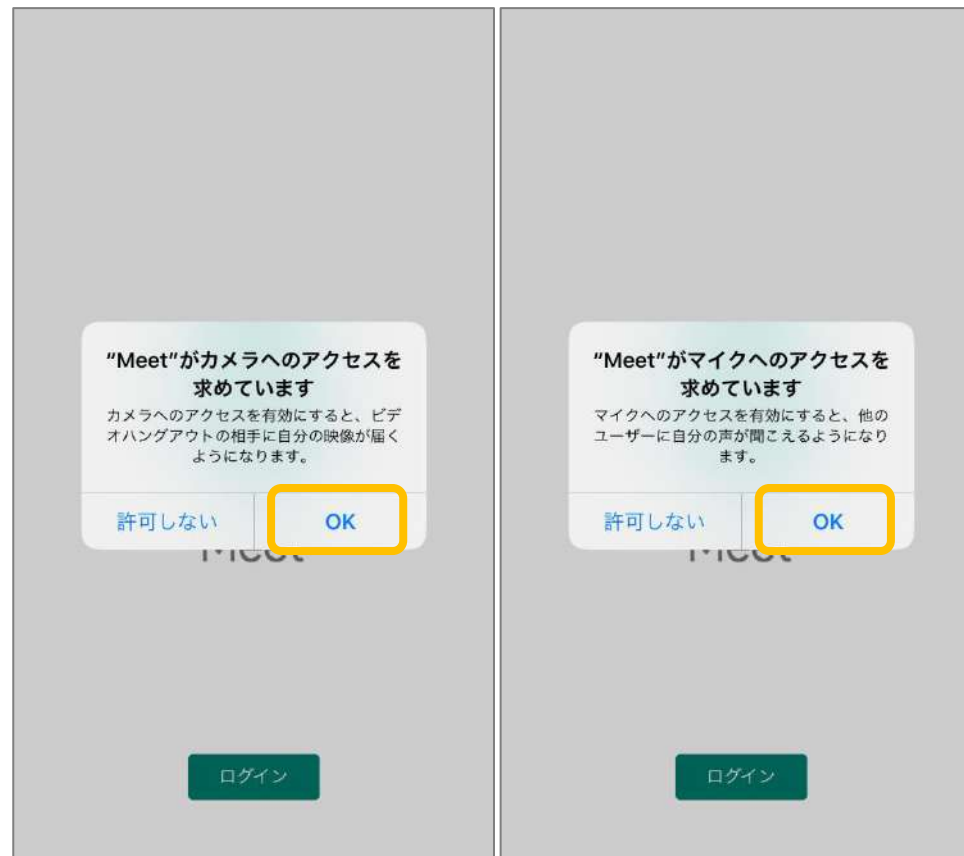 "Meet"がカメラへのアクセスを
求めています
カメラへのアクセスを有効にすると、ビデ
オハングアウトの相手に自分の映像が届く
ようになります。
許可しない
OK
Meet
ログイン
"Meet"がマイクへのアクセスを
求めています
マイクへのアクセスを有効にすると、他の
ユーザーに自分の声が聞こえるようになり
ます。
許可しない
OK
Meet
ログイン